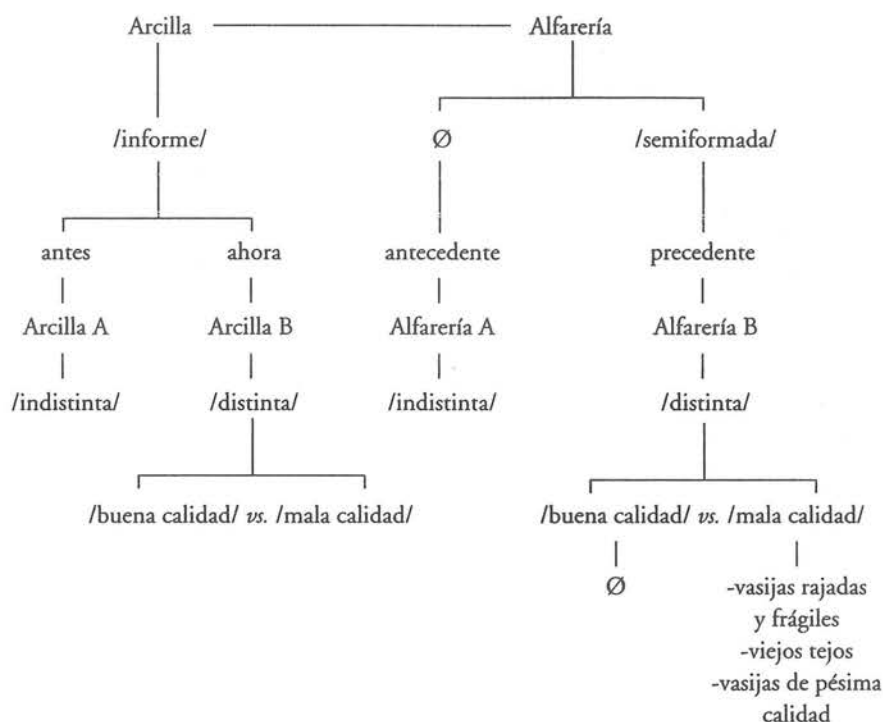 Arcilla Alfarería
/informe/ Ø /semiformada/
antes ahora antecedente precedente
Arcilla A Arcilla B Alfarería A Alfarería B
/indistinta/ /distinta/ /indistinta/ /distinta/
/buena calidad/ vs. /mala calidad/ /buena calidad/ vs. /mala calidad/
Ø -vasijas rajadas
y frágiles
-viejos tejos
-vasijas de pésima
calidad